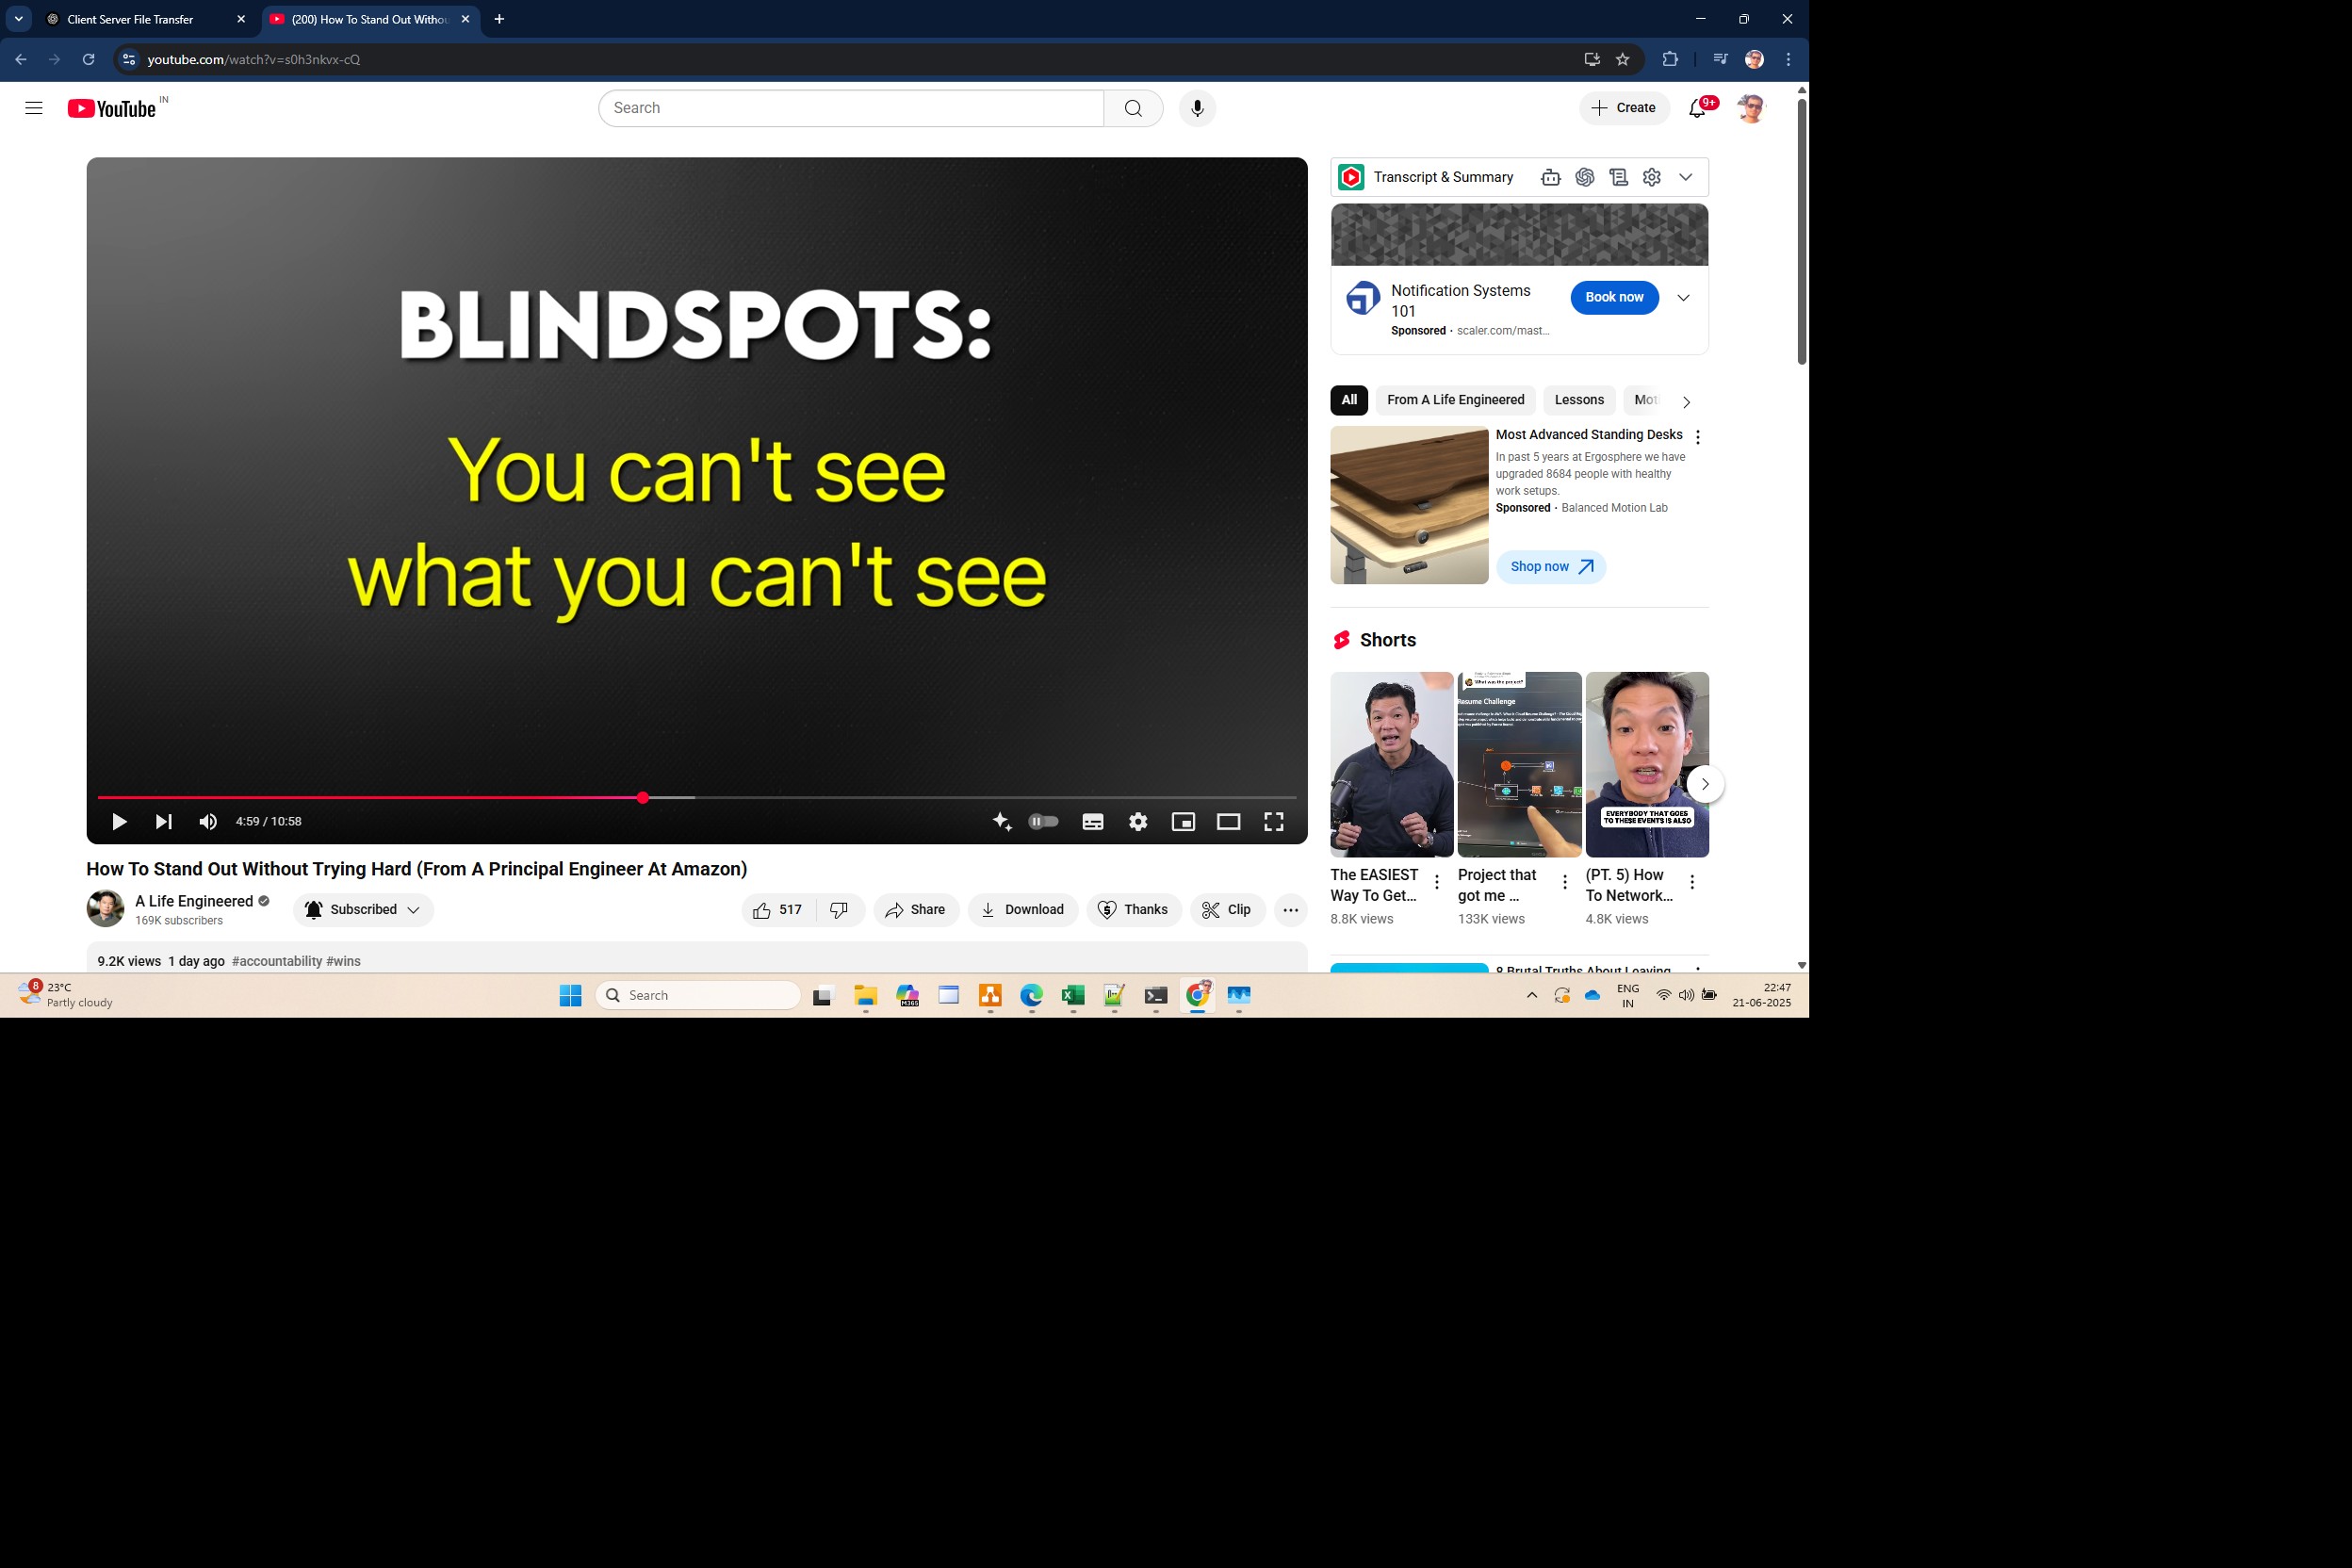 Client Server File Transfer
(200) How To Stand Out Withou
youtube.com/watch?v=s0h3nkvx-cQ
YouTube IN
Search
Create
9+
BLINDSPOTS:
You can't see
what you can't see
4:59 / 10:58
How To Stand Out Without Trying Hard (From A Principal Engineer At Amazon)
A Life Engineered
169K subscribers
Subscribed
517
Share
Download
Thanks
Clip
9.2K views 1 day ago #accountability #wins
Transcript & Summary
Notification Systems
101
Sponsored · scaler.com/mast...
Book now
All
From A Life Engineered
Lessons
Mot
Most Advanced Standing Desks
In past 5 years at Ergosphere we have
upgraded 8684 people with healthy
work setups.
Sponsored · Balanced Motion Lab
Shop now
Shorts
What was the project?
Resume Challenge
EVERYBODY THAT GOES
TO THESE EVENTS IS ALSO
The EASIEST
Way To Get...
8.8K views
Project that
got me ...
133K views
(PT. 5) How
To Network...
4.8K views
8 Brutal Truths About Leaving
8
23°C
Partly cloudy
Search
M365
ENG
IN
22:47
21-06-2025